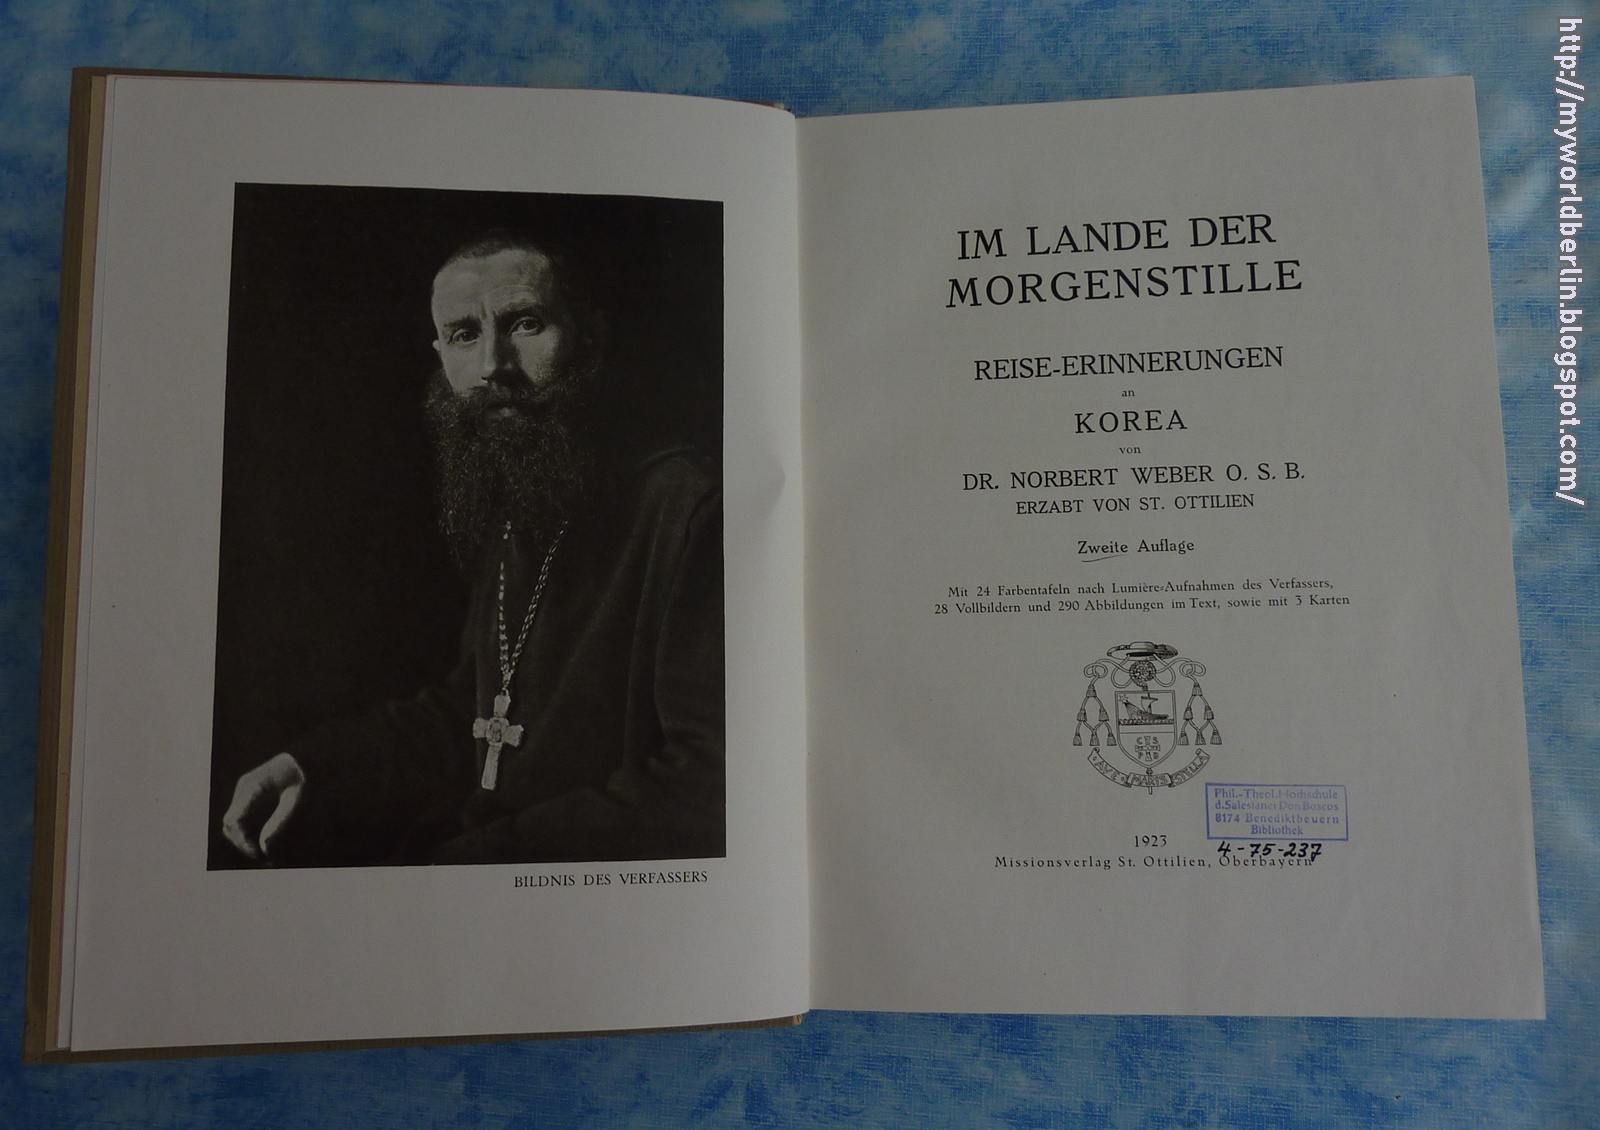 BILDNIS DES VERFASSERS
IM LANDE DER
MORGENSTILLE
REISE-ERINNERUNGEN
an
KOREA
von
DR. NORBERT WEBER O. S. B.
ERZABT VON ST. OTTILIEN
Zweite Auflage
Mit 24 Farbentafeln nach Lumière-Aufnahmen des Verfassers,
28 Vollbildern und 290 Abbildungen im Text, sowie mit 3 Karten
AVE MARIS STELLA
Phil.-Theol. Hochschule
d. Salesianer Don Boscos
8174 Benediktbeuern
Bibliothek
4-75-237
1923
Missionsverlag St. Ottilien, Oberbayern
http://myworldberlin.blogspot.com/